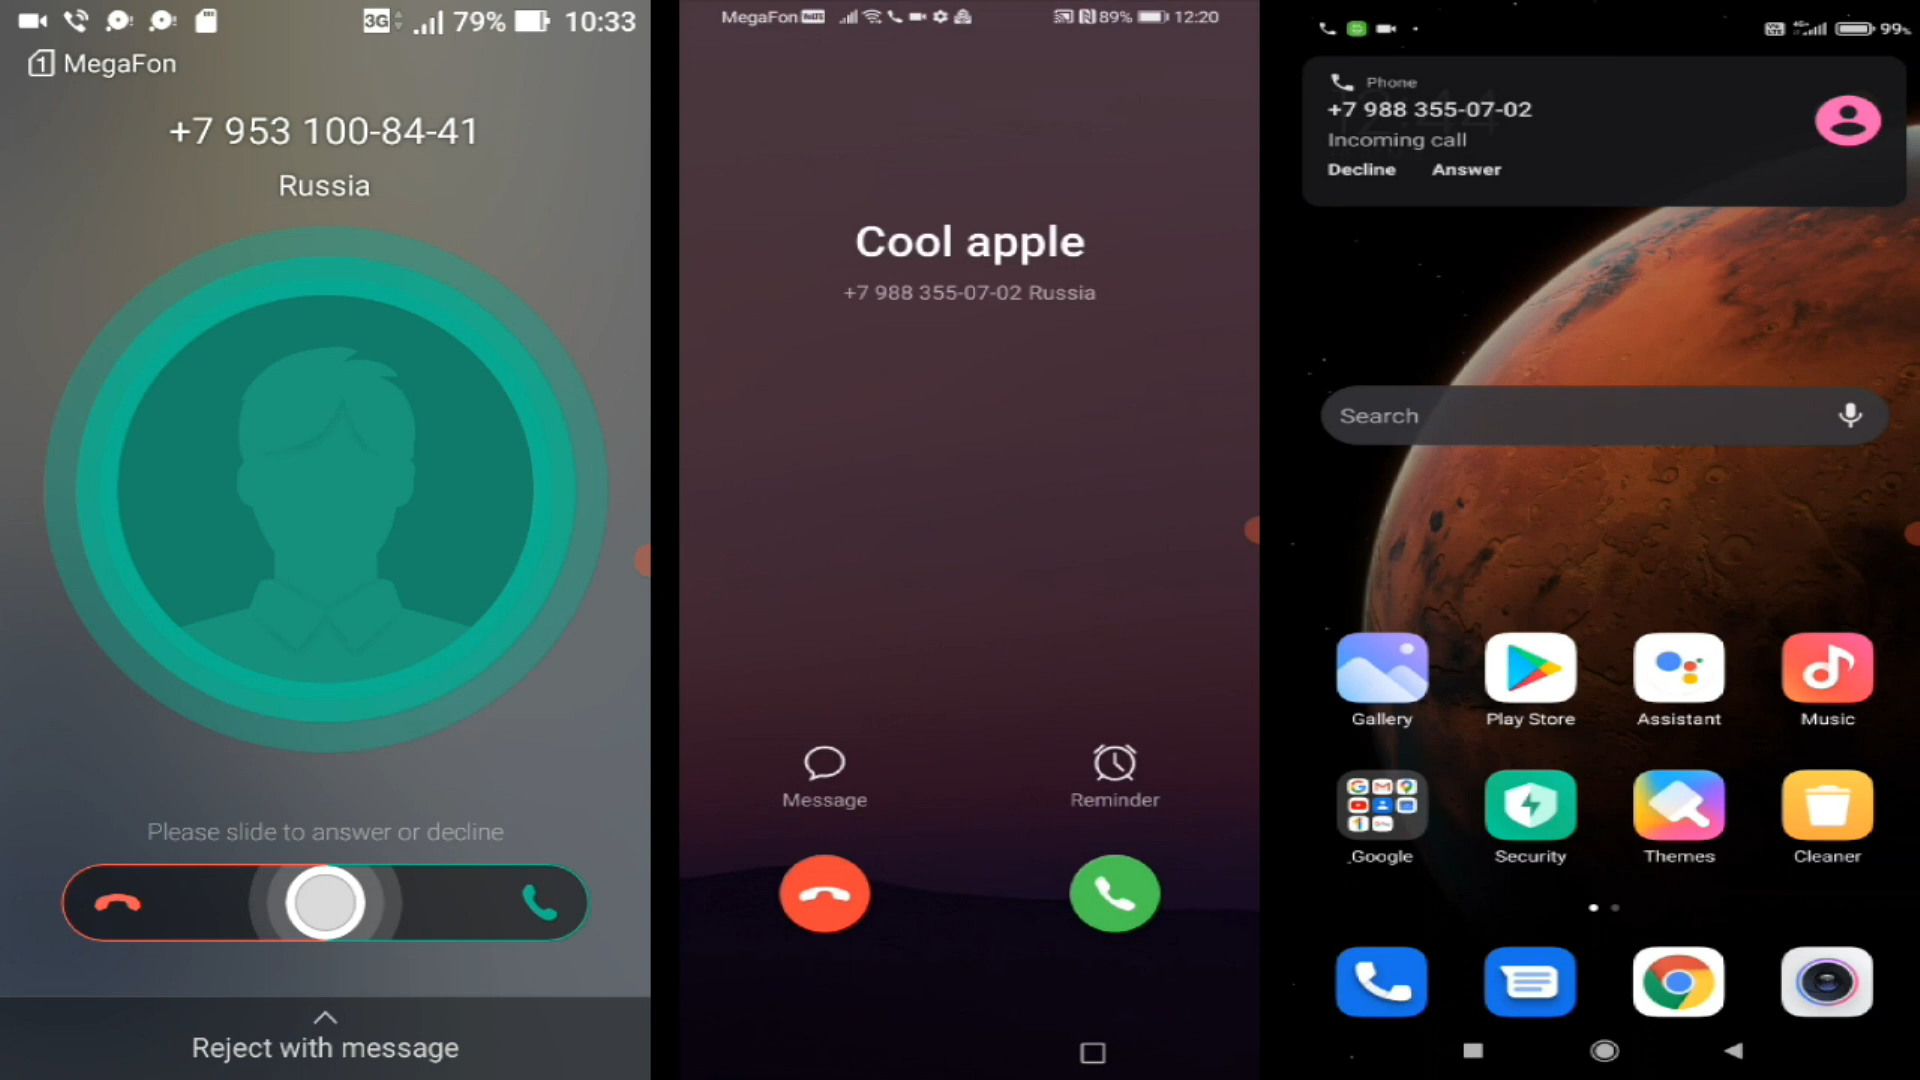 3G 79% 10:33
1 MegaFon
+7 953 100-84-41
Russia
Please slide to answer or decline
Reject with message
MegaFon 89% 12:20
Cool apple
+7 988 355-07-02 Russia
Message Reminder
99%
Phone
+7 988 355-07-02
Incoming call
Decline Answer
Search
Gallery Play Store Assistant Music
Google Security Themes Cleaner